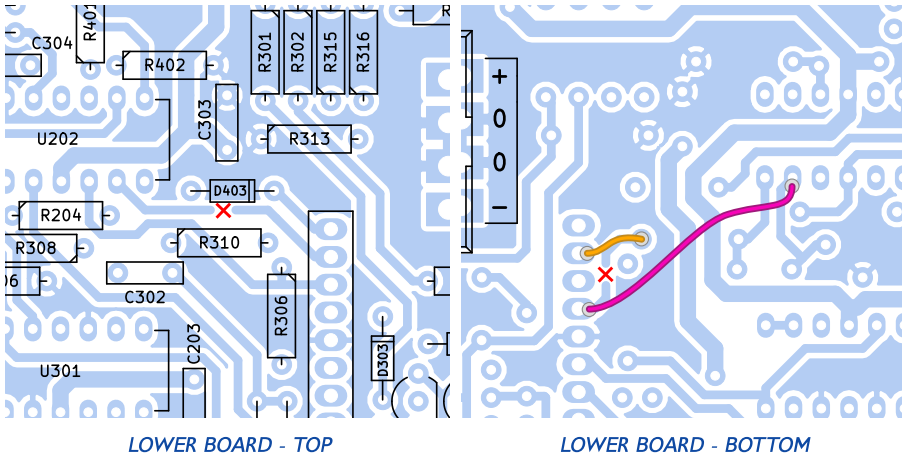 R401
R
C304
R402
R301
R302
R315
R316
C303
U202
R313
D403
R204
R308
R310
06
C302
R306
C203
D303
U301
+
0
0
-
LOWER BOARD - TOP
LOWER BOARD - BOTTOM